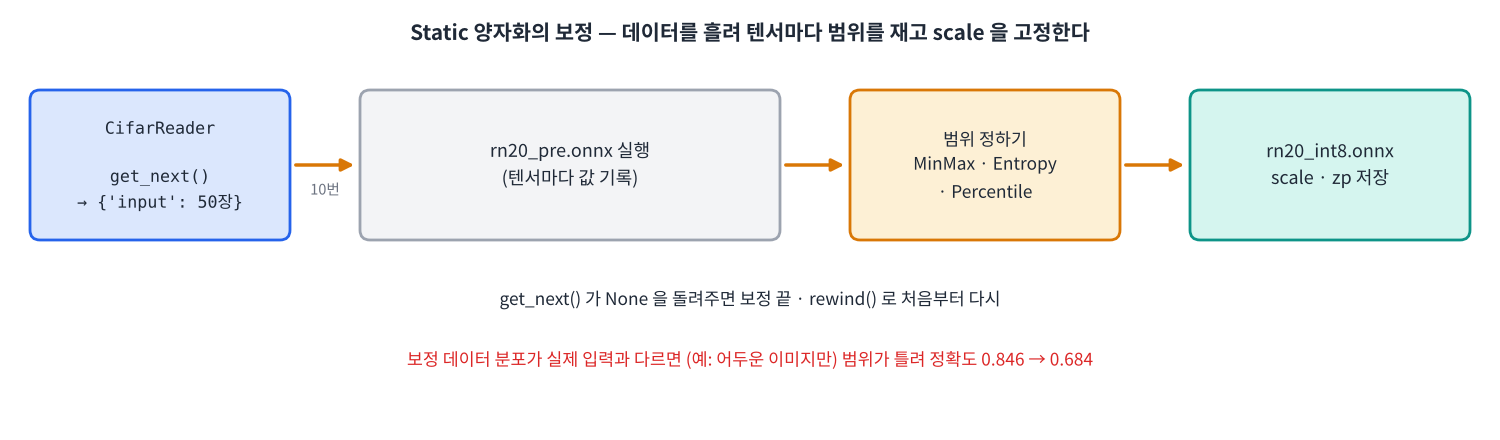 Static 양자화의 보정 — 데이터를 흘려 텐서마다 범위를 재고 scale 을 고정한다
CifarReader
get_next()
→ {'input': 50장}
10번
rn20_pre.onnx 실행
(텐서마다 값 기록)
범위 정하기
MinMax · Entropy
· Percentile
rn20_int8.onnx
scale · zp 저장
get_next() 가 None 을 돌려주면 보정 끝 · rewind() 로 처음부터 다시
보정 데이터 분포가 실제 입력과 다르면 (예: 어두운 이미지만) 범위가 틀려 정확도 0.846 → 0.684